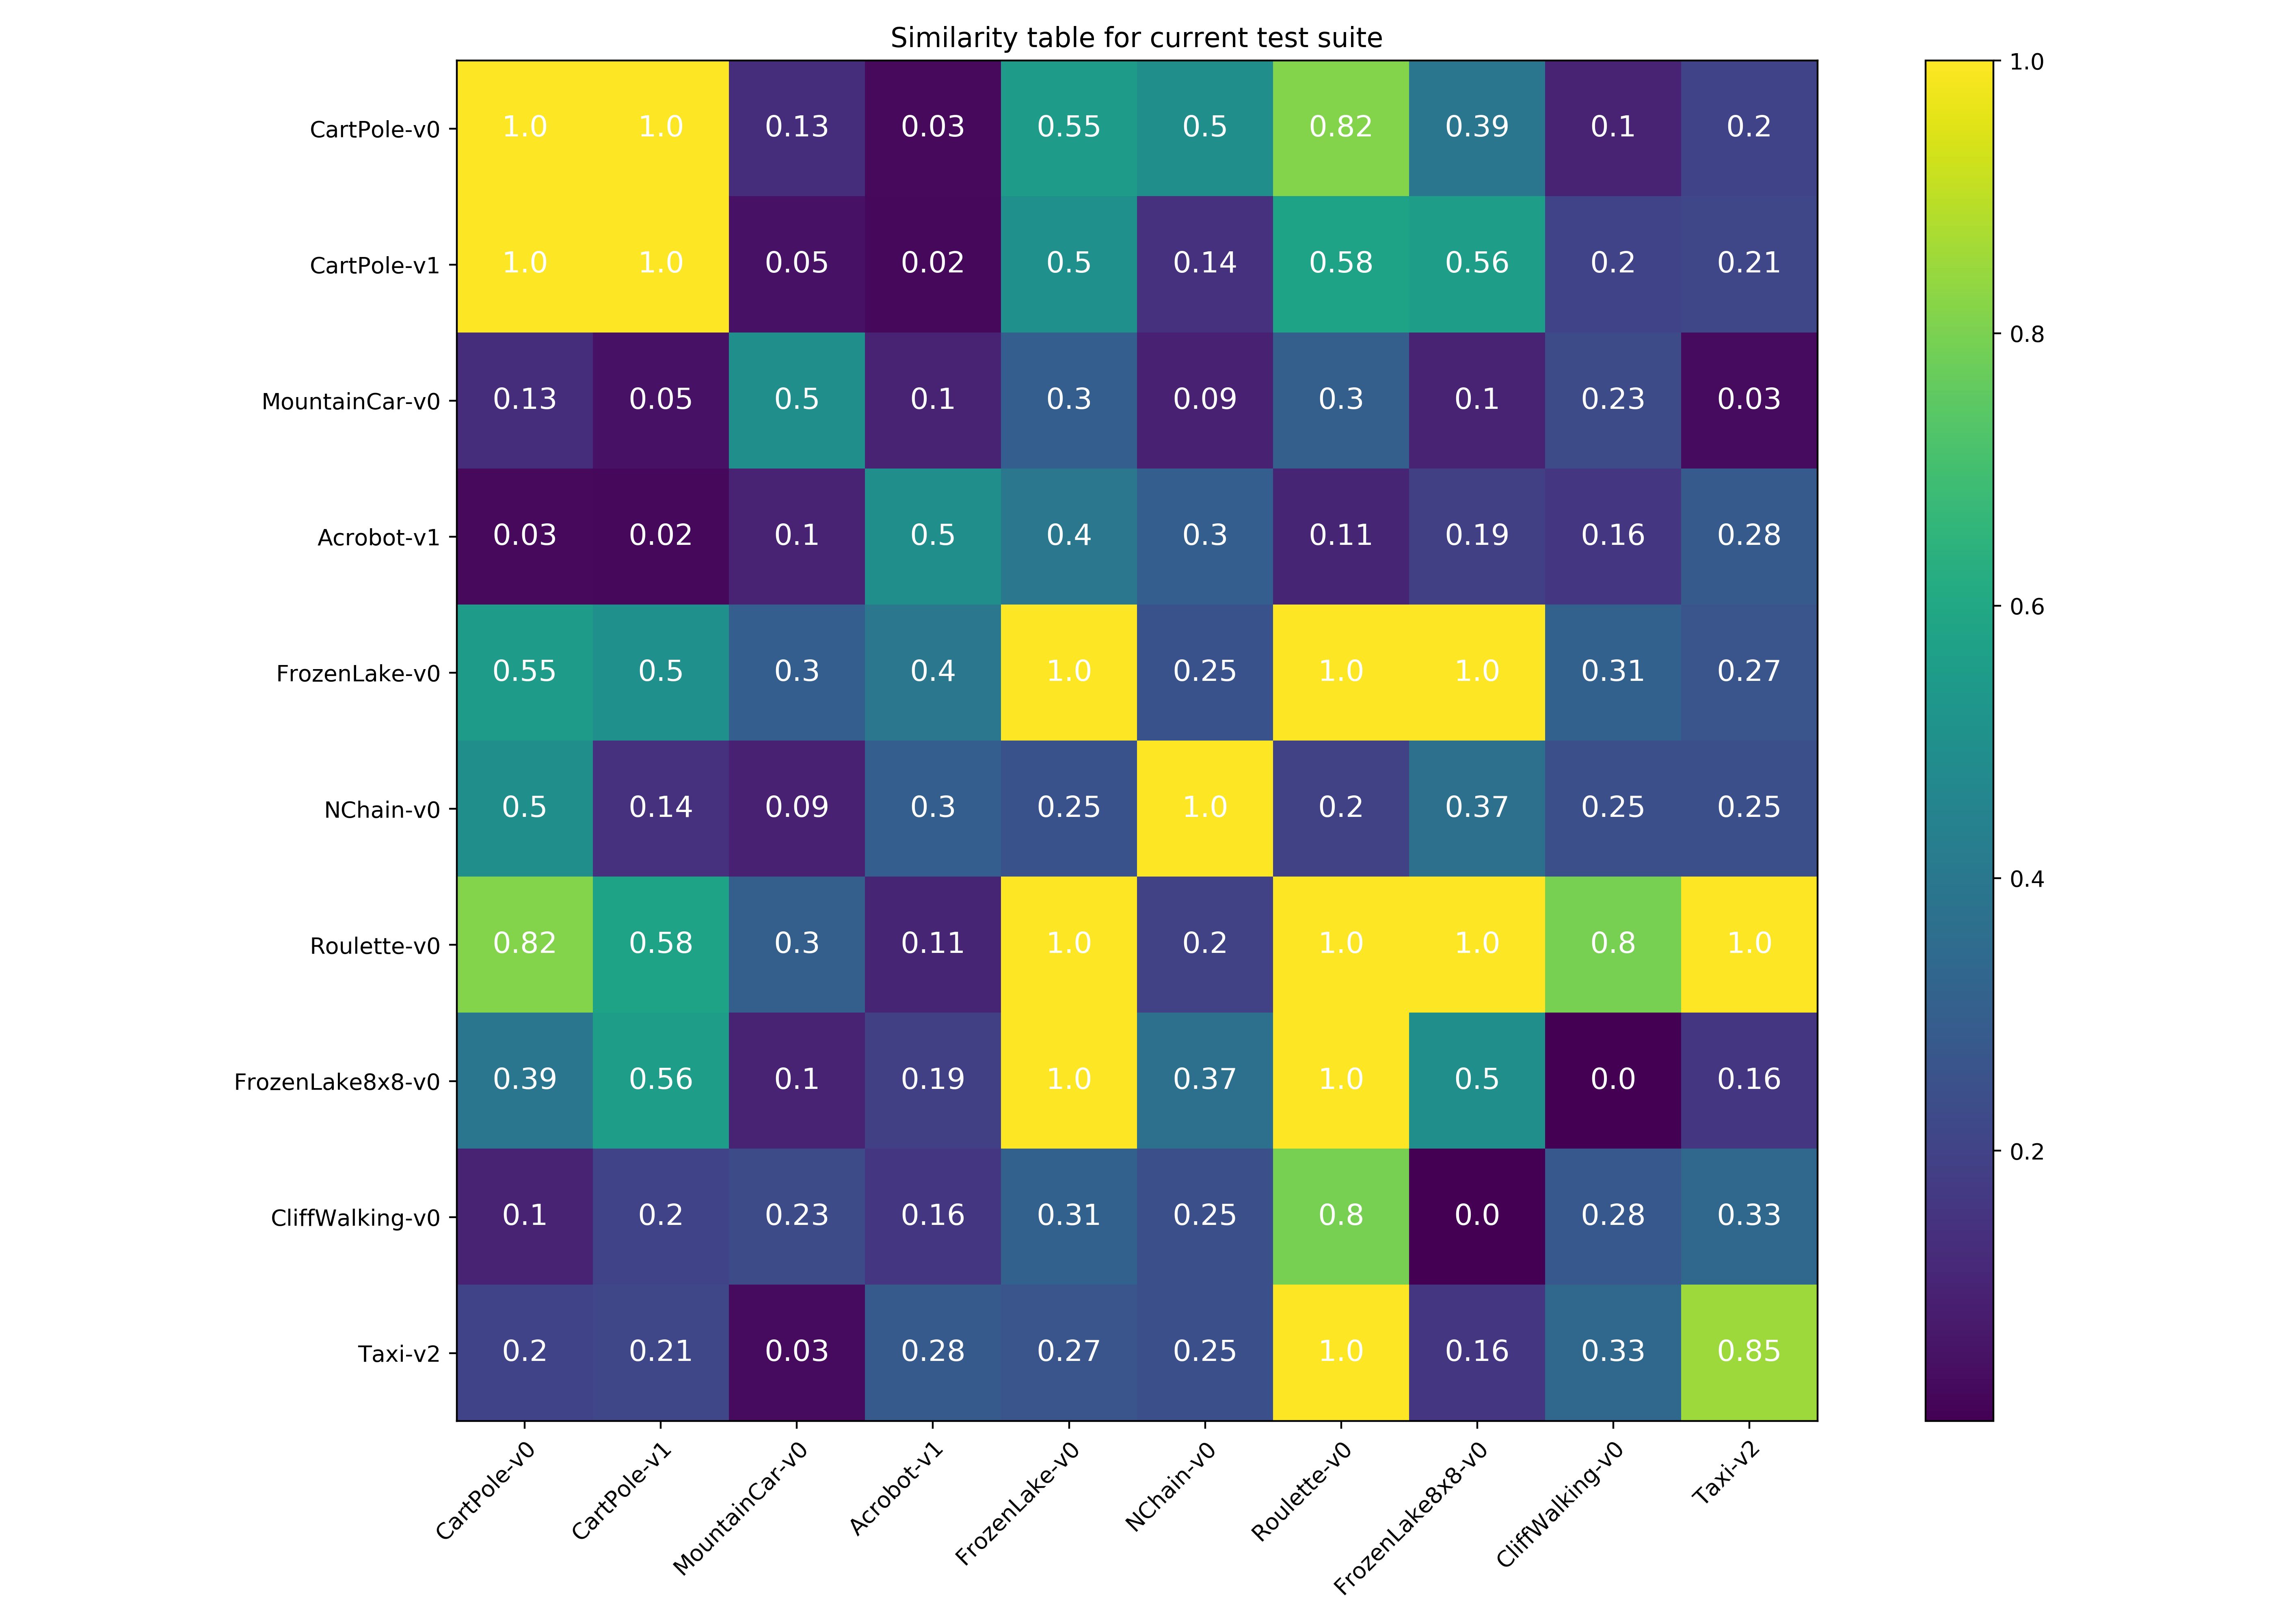 Similarity table for current test suite
CartPole-v0 1.0 1.0 0.13 0.03 0.55 0.5 0.82 0.39 0.1 0.2
CartPole-v1 1.0 1.0 0.05 0.02 0.5 0.14 0.58 0.56 0.2 0.21
MountainCar-v0 0.13 0.05 0.5 0.1 0.3 0.09 0.3 0.1 0.23 0.03
Acrobot-v1 0.03 0.02 0.1 0.5 0.4 0.3 0.11 0.19 0.16 0.28
FrozenLake-v0 0.55 0.5 0.3 0.4 1.0 0.25 1.0 1.0 0.31 0.27
NChain-v0 0.5 0.14 0.09 0.3 0.25 1.0 0.2 0.37 0.25 0.25
Roulette-v0 0.82 0.58 0.3 0.11 1.0 0.2 1.0 1.0 0.8 1.0
FrozenLake8x8-v0 0.39 0.56 0.1 0.19 1.0 0.37 1.0 0.5 0.0 0.16
CliffWalking-v0 0.1 0.2 0.23 0.16 0.31 0.25 0.8 0.0 0.28 0.33
Taxi-v2 0.2 0.21 0.03 0.28 0.27 0.25 1.0 0.16 0.33 0.85
CartPole-v0 CartPole-v1 MountainCar-v0 Acrobot-v1 FrozenLake-v0 NChain-v0 Roulette-v0 FrozenLake8x8-v0 CliffWalking-v0 Taxi-v2
1.0
0.8
0.6
0.4
0.2